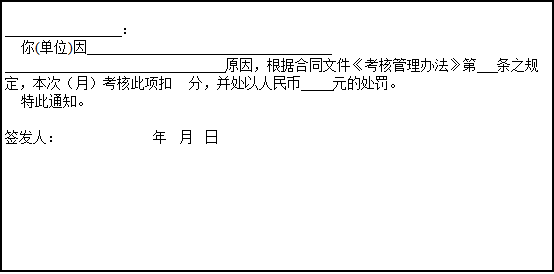 ________________：
你(单位)因__________________________________
______________________________原因，根据合同文件《考核管理办法》第___条之规
定，本次（月）考核此项扣　分，并处以人民币____元的处罚。
特此通知。
签发人：　　　　　　年　月　日